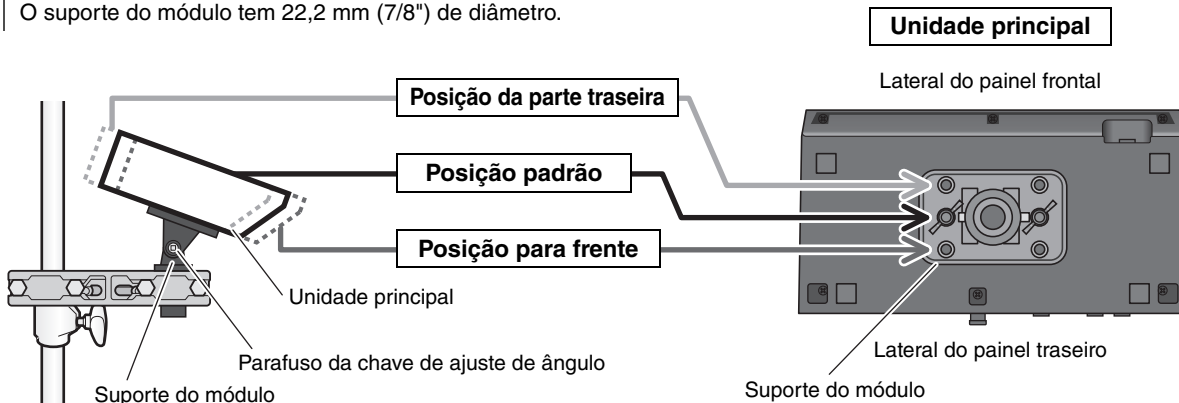 O suporte do módulo tem 22,2 mm (7/8") de diâmetro.
Unidade principal
Lateral do painel frontal
Posição da parte traseira
Posição padrão
Posição para frente
Unidade principal
Parafuso da chave de ajuste de ângulo
Suporte do módulo
Lateral do painel traseiro
Suporte do módulo